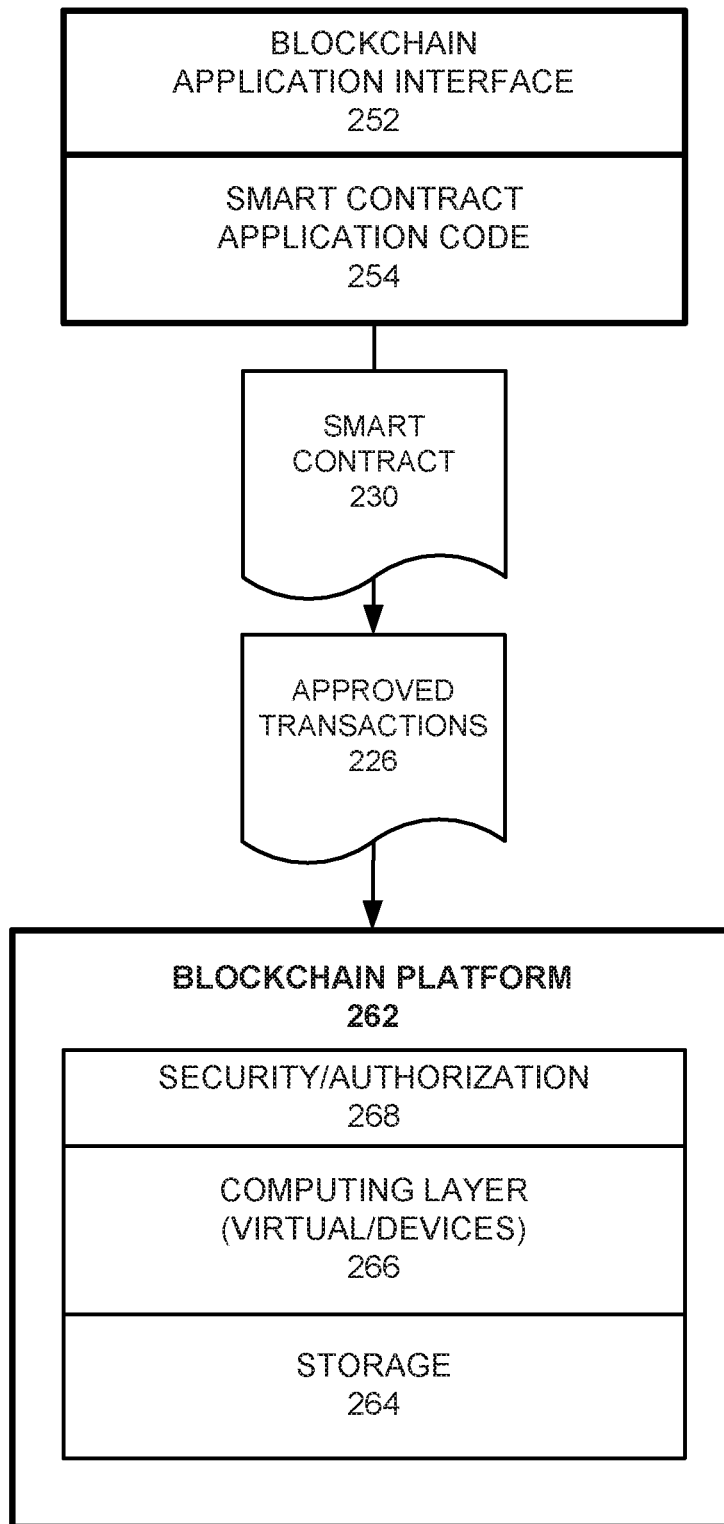 BLOCKCHAIN
APPLICATION INTERFACE
252
SMART CONTRACT
APPLICATION CODE
254
SMART
CONTRACT
230
APPROVED
TRANSACTIONS
226
BLOCKCHAIN PLATFORM
262
SECURITY/AUTHORIZATION
268
COMPUTING LAYER
(VIRTUAL/DEVICES)
266
STORAGE
264